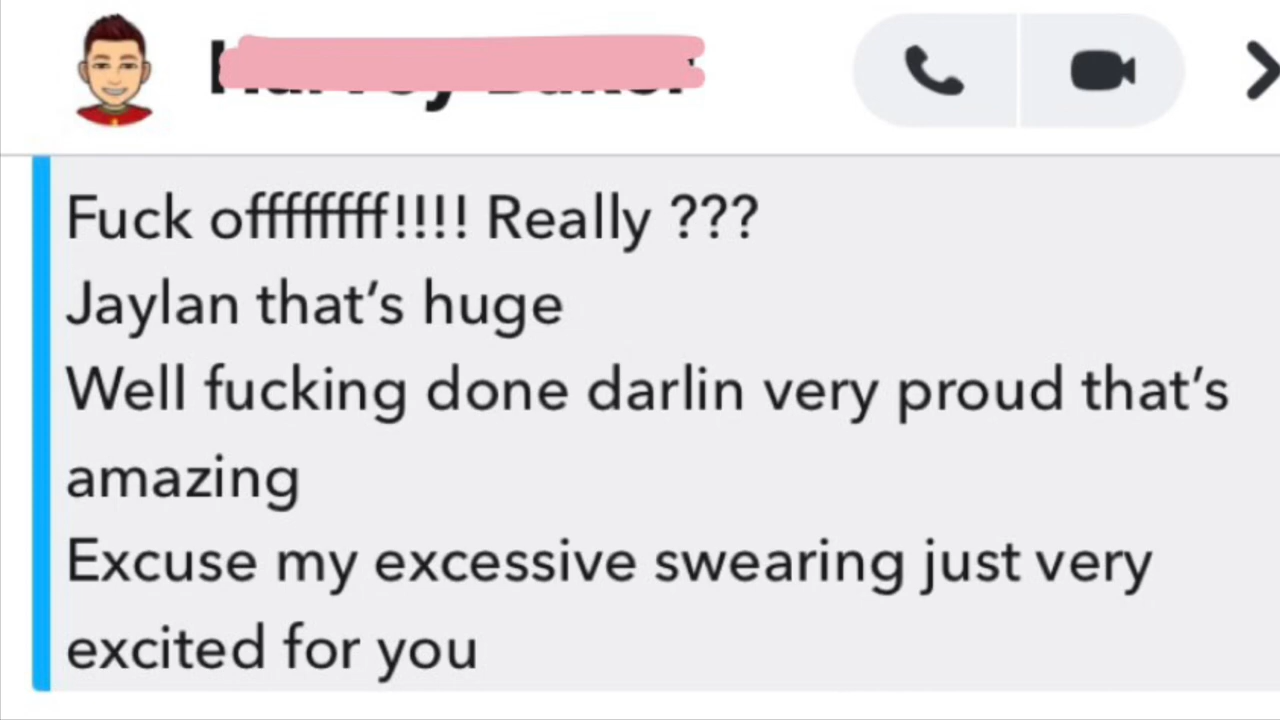 Fuck offffffff!!!! Really ???
Jaylan that’s huge
Well fucking done darlin very proud that’s
amazing
Excuse my excessive swearing just very
excited for you